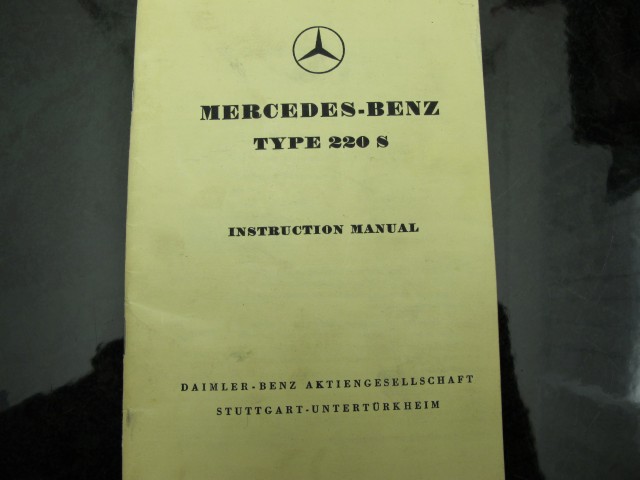 MERCEDES-BENZ
TYPE 220 S
INSTRUCTION MANUAL
DAIMLER-BENZ AKTIENGESELLSCHAFT
STUTTGART-UNTERTÜRKHEIM